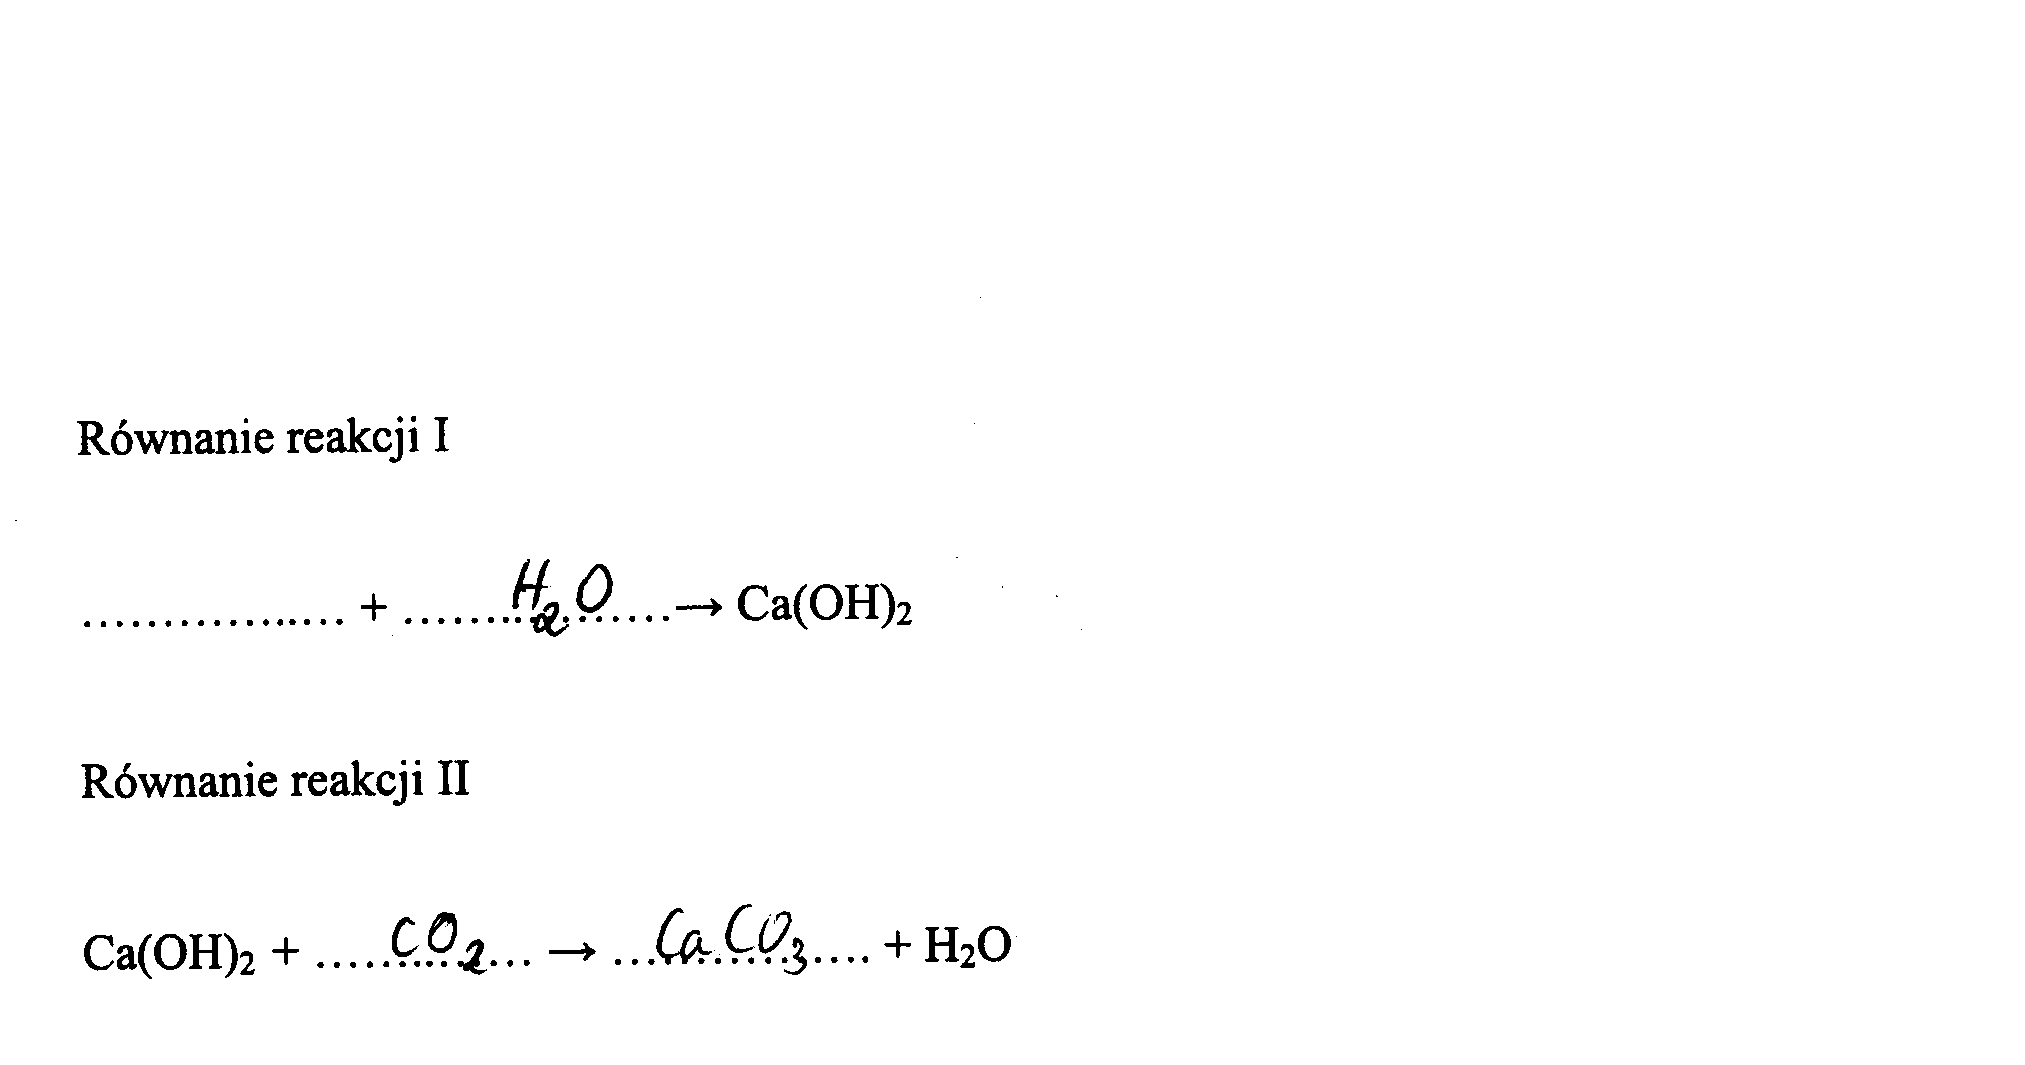 Równanie reakcji I
.................... + ........H₂O........ → Ca(OH)₂
Równanie reakcji II
Ca(OH)₂ + .....CO₂.... → ...CaCO₃..... + H₂O